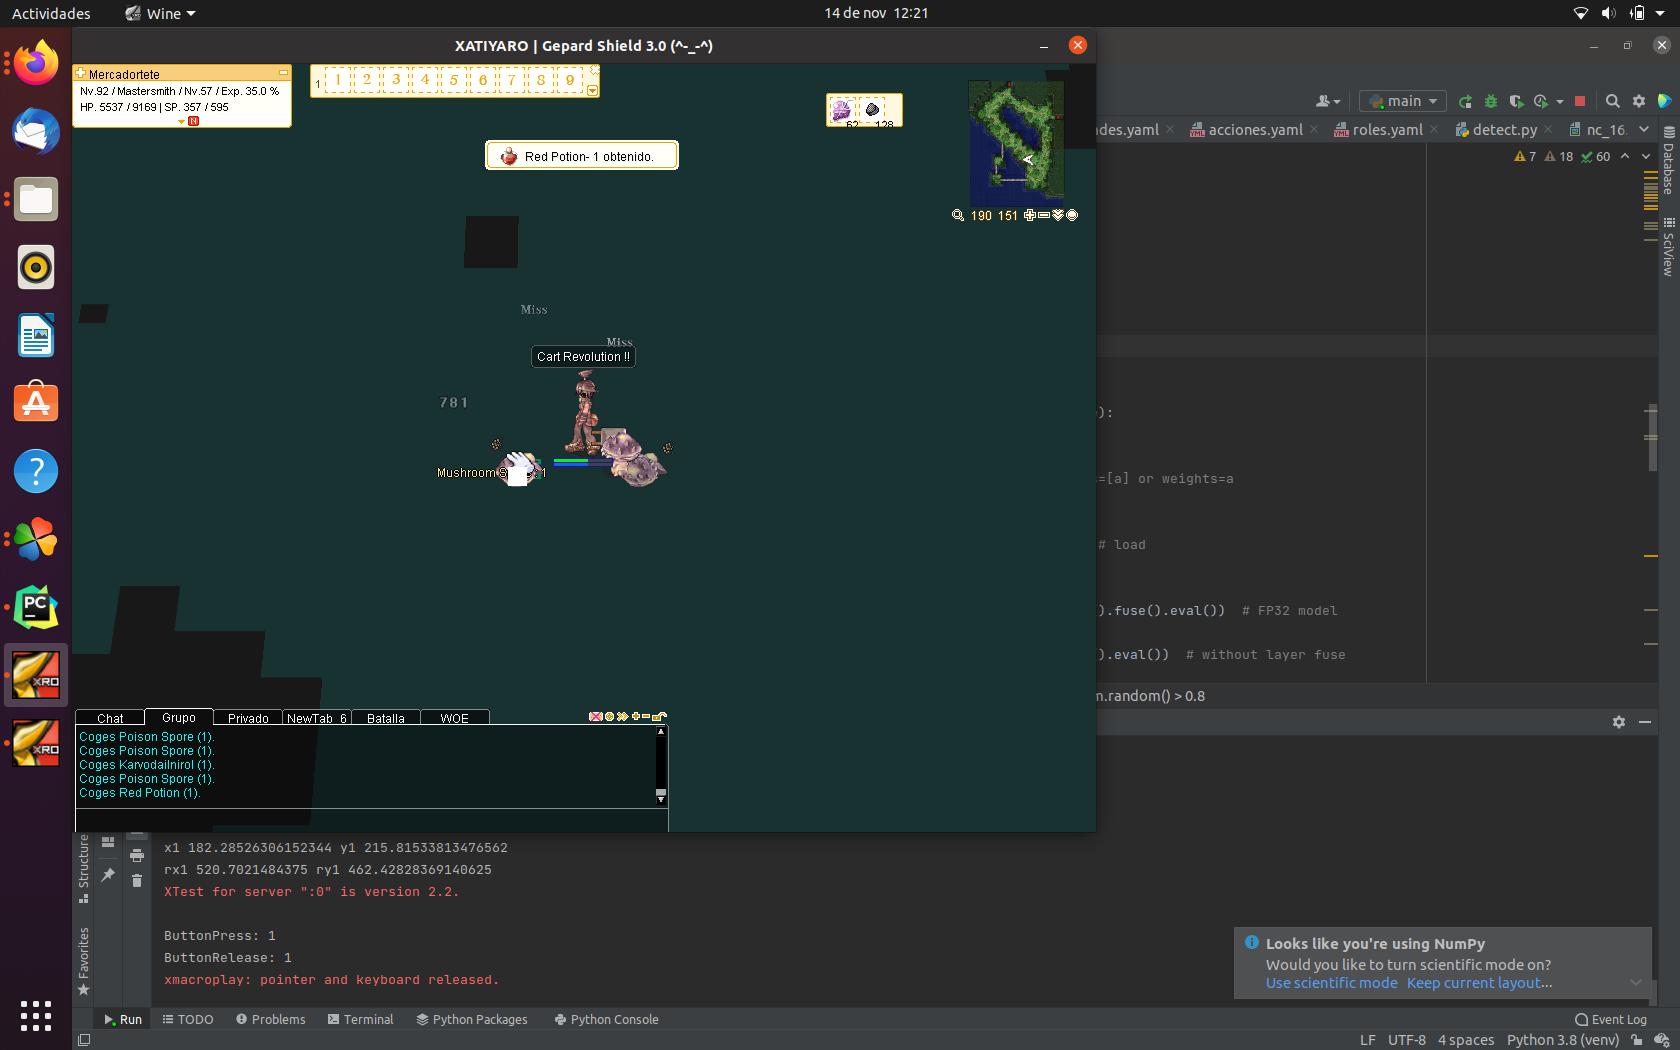 Actividades
Wine
14 de nov  12:21
XATIYARO | Gepard Shield 3.0 (^-_-^)
Mercadortete
Nv.92 / Mastersmith / Nv.57 / Exp. 35.0 %
HP. 5537 / 9169 | SP. 357 / 595
N
1 1 2 3 4 5 6 7 8 9
62 128
Red Potion- 1 obtenido.
190 151
Miss
Miss
Cart Revolution !!
781
Mushroom S 1
Chat Grupo Privado NewTab_6 Batalla WOE
Coges Poison Spore (1).
Coges Poison Spore (1).
Coges Karvodailnirol (1).
Coges Poison Spore (1).
Coges Red Potion (1).
main
des.yaml acciones.yaml roles.yaml detect.py nc_16.
7 18 60
Database
SciView
):
=[a] or weights=a
# load
).fuse().eval())  # FP32 model
).eval())  # without layer fuse
m.random() > 0.8
x1 182.28526306152344 y1 215.81533813476562
rx1 520.7021484375 ry1 462.42828369140625
XTest for server ":0" is version 2.2.
ButtonPress: 1
ButtonRelease: 1
xmacroplay: pointer and keyboard released.
Structure
Favorites
Looks like you're using NumPy
Would you like to turn scientific mode on?
Use scientific mode Keep current layout...
Run TODO Problems Terminal Python Packages Python Console
Event Log
LF UTF-8 4 spaces Python 3.8 (venv)
PC
XRO
XRO